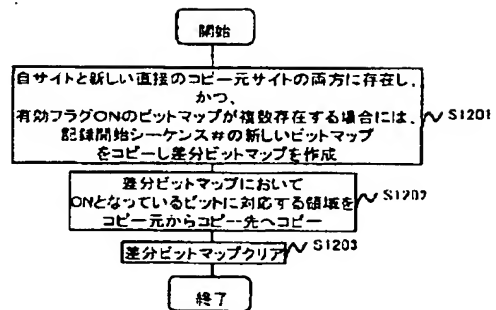 開始
自サイトと新しい直接のコピー元サイトの両方に存在し、
かつ、
有効フラグONのビットマップが複数存在する場合には、
記録開始シーケンス#の新しいビットマップ
をコピーし差分ビットマップを作成
S1201
差分ビットマップにおいて
ONとなっているビットに対応する領域を
コピー元からコピー先へコピー
S1202
差分ビットマップクリア
S1203
終了